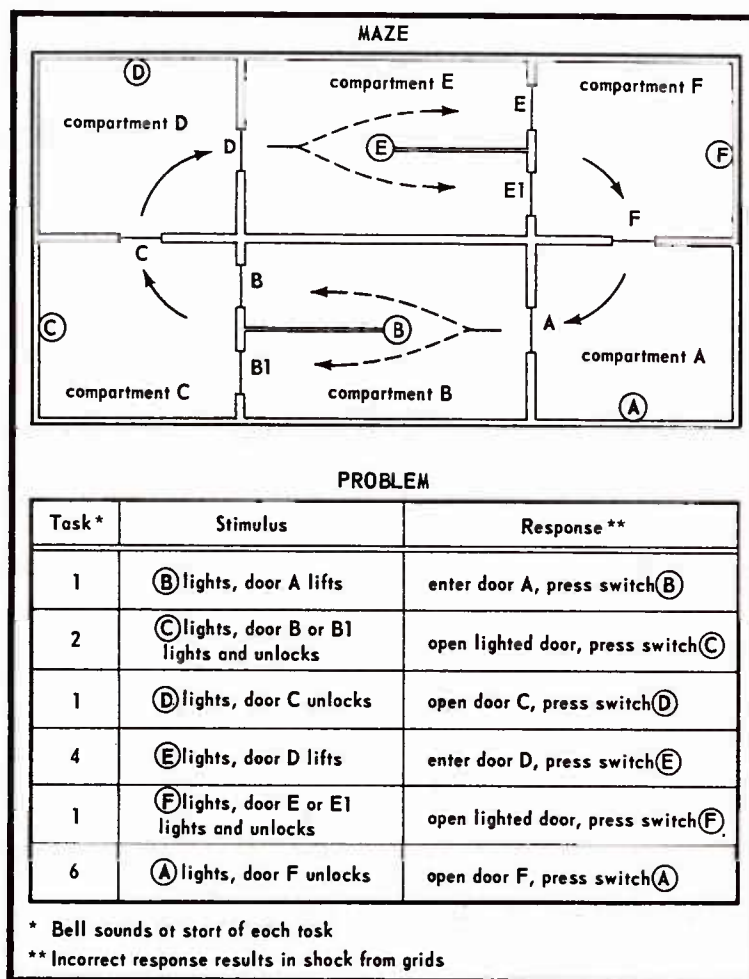 MAZE
D
compartment E
compartment F
compartment D
E
D
E
F
E1
F
C
B
C
B
A
B1
compartment A
compartment C
compartment B
A
PROBLEM
Task* Stimulus Response**
1 B lights, door A lifts enter door A, press switch B
2 C lights, door B or B1
lights and unlocks open lighted door, press switch C
1 D lights, door C unlocks open door C, press switch D
4 E lights, door D lifts enter door D, press switch E
1 F lights, door E or E1
lights and unlocks open lighted door, press switch F.
6 A lights, door F unlocks open door F, press switch A
* Bell sounds at start of each task
** Incorrect response results in shock from grids